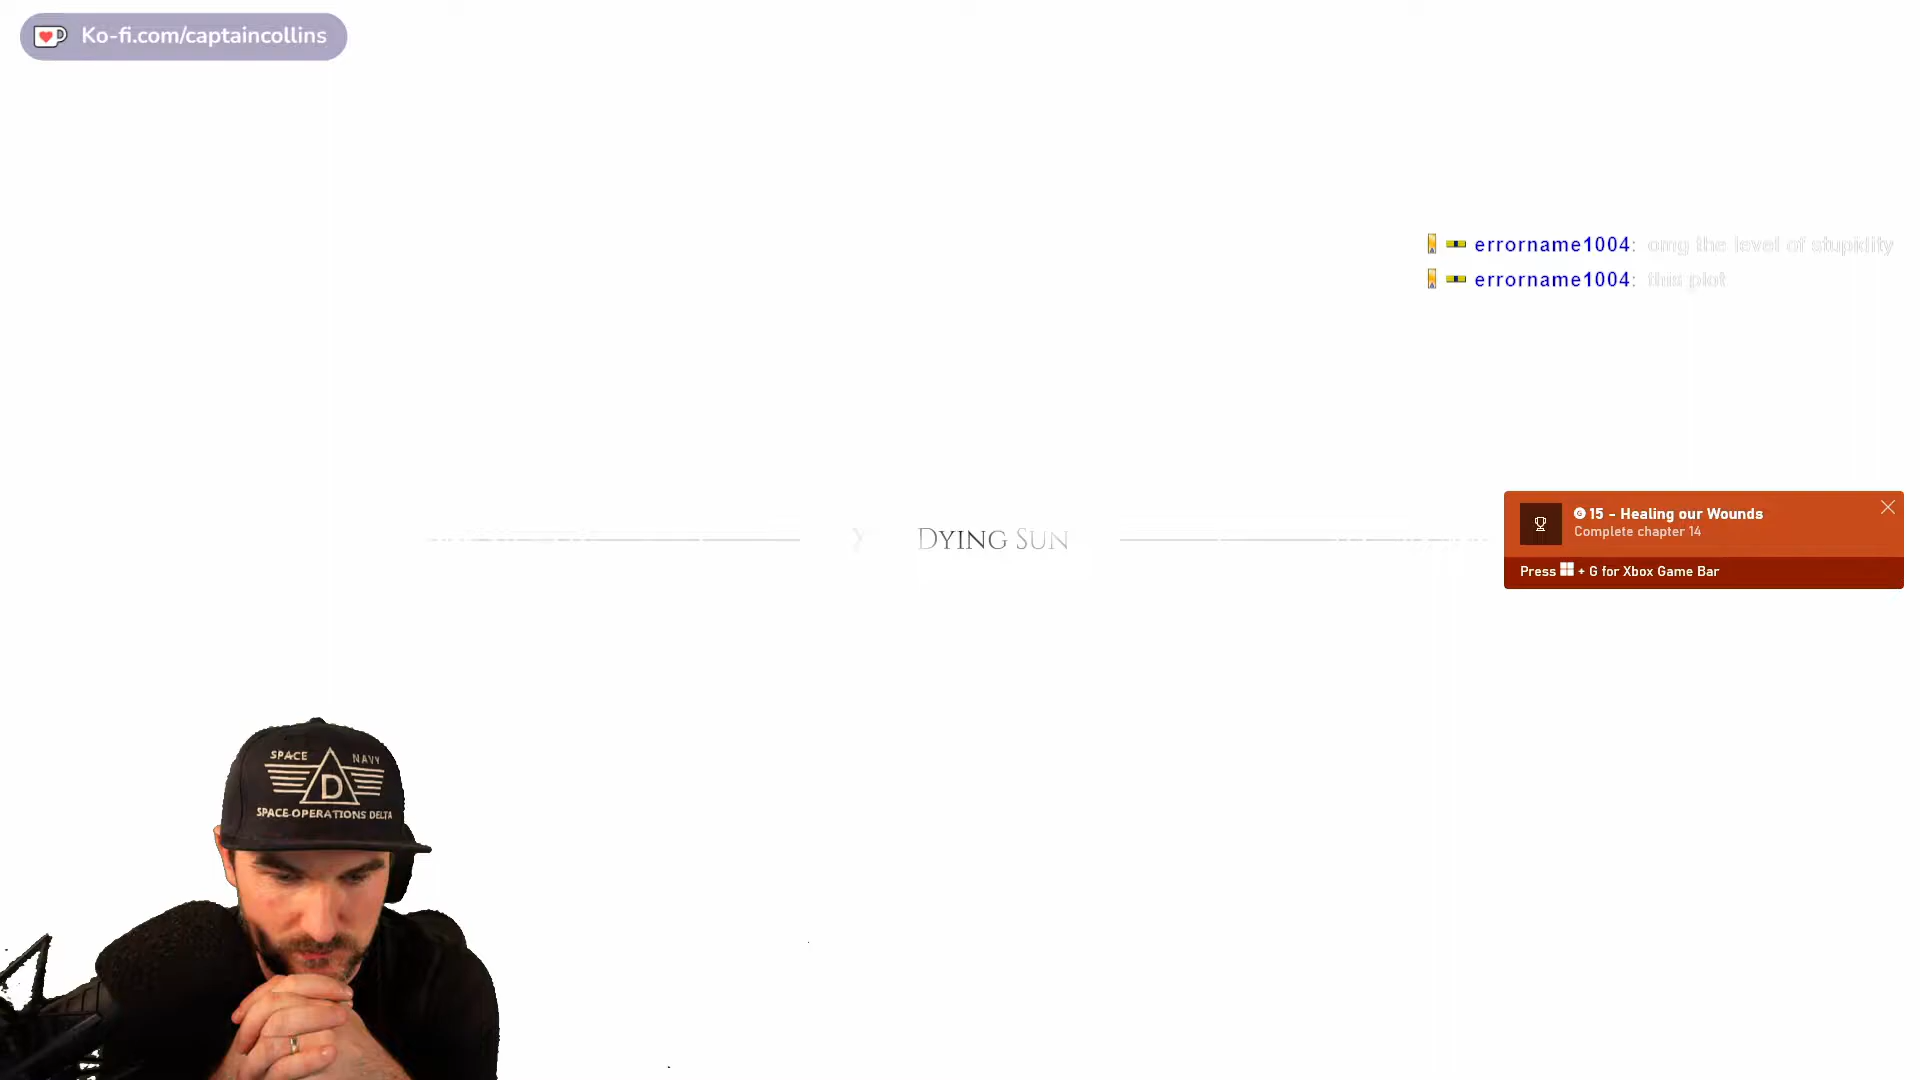 Ko-fi.com/captaincollins
errorname1004: omg the level of stupidity
errorname1004: this plot
Dying Sun
15 - Healing our Wounds
Complete chapter 14
Press + G for Xbox Game Bar
SPACE NAVY
D
SPACE OPERATIONS DELTA